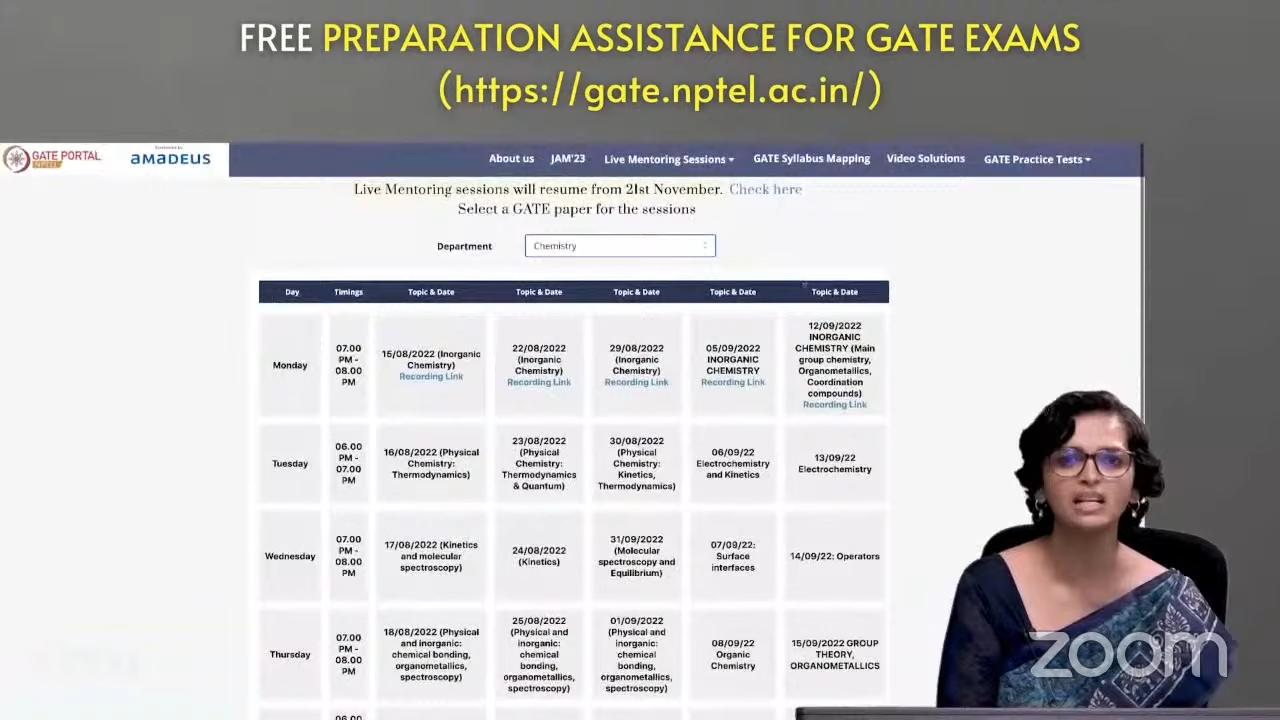 FREE PREPARATION ASSISTANCE FOR GATE EXAMS
(https://gate.nptel.ac.in/)
GATE PORTAL
NPTEL
amadeus
About us
JAM'23
Live Mentoring Sessions
GATE Syllabus Mapping
Video Solutions
GATE Practice Tests
Live Mentoring sessions will resume from 21st November. Check here
Select a GATE paper for the sessions
Department
Chemistry
Day
Timings
Topic & Date
Topic & Date
Topic & Date
Topic & Date
Topic & Date
Monday
07.00
PM -
08.00
PM
15/08/2022 (Inorganic
Chemistry)
Recording Link
22/08/2022
(Inorganic
Chemistry)
Recording Link
29/08/2022
(Inorganic
Chemistry)
Recording Link
05/09/2022
INORGANIC
CHEMISTRY
Recording Link
12/09/2022
INORGANIC
CHEMISTRY (Main
group chemistry,
Organometallics,
Coordination
compounds)
Recording Link
Tuesday
06.00
PM -
07.00
PM
16/08/2022 (Physical
Chemistry:
Thermodynamics)
23/08/2022
(Physical
Chemistry:
Thermodynamics
& Quantum)
30/08/2022
(Physical
Chemistry:
Kinetics,
Thermodynamics)
06/09/22
Electrochemistry
and Kinetics
13/09/22
Electrochemistry
Wednesday
07.00
PM -
08.00
PM
17/08/2022 (Kinetics
and molecular
spectroscopy)
24/08/2022
(Kinetics)
31/09/2022
(Molecular
spectroscopy and
Equilibrium)
07/09/22:
Surface
interfaces
14/09/22: Operators
Thursday
07.00
PM -
08.00
PM
18/08/2022 (Physical
and inorganic:
chemical bonding,
organometallics,
spectroscopy)
25/08/2022
(Physical and
inorganic:
chemical
bonding,
organometallics,
spectroscopy)
01/09/2022
(Physical and
inorganic:
chemical
bonding,
organometallics,
spectroscopy)
08/09/22
Organic
Chemistry
15/09/2022 GROUP
THEORY,
ORGANOMETALLICS
06.00
zoom